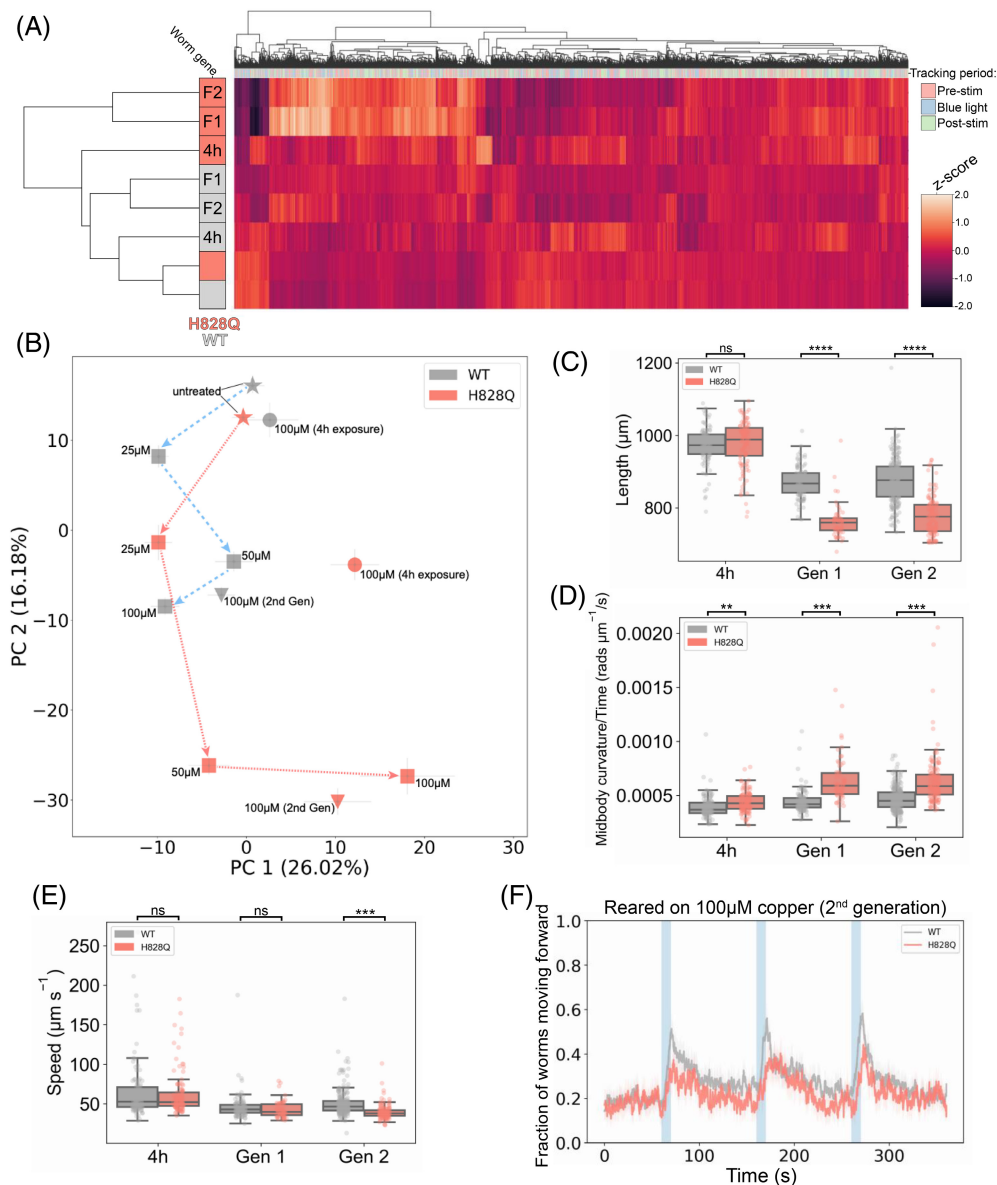 (A)
Worm gene
F2
F1
4h
F1
F2
4h
H828Q
WT
Tracking period:
Pre-stim
Blue light
Post-stim
z-score
2.0
1.0
0.0
-1.0
-2.0
(B)
untreated
100μM (4h exposure)
25μM
25μM
50μM
100μM (4h exposure)
100μM (2nd Gen)
100μM
50μM
100μM
100μM (2nd Gen)
WT
H828Q
PC 2 (16.18%)
10
0
−10
−20
−30
−10
0
10
20
30
PC 1 (26.02%)
(C)
ns
****
****
WT
H828Q
Length (μm)
1200
1000
800
4h
Gen 1
Gen 2
(D)
**
***
***
WT
H828Q
Midbody curvature/Time (rads μm⁻¹/s)
0.0020
0.0015
0.0010
0.0005
4h
Gen 1
Gen 2
(E)
ns
ns
***
WT
H828Q
Speed (μm s⁻¹)
250
200
150
100
50
4h
Gen 1
Gen 2
(F)
Reared on 100μM copper (2nd generation)
WT
H828Q
Fraction of worms moving forward
1.0
0.8
0.6
0.4
0.2
0.0
0
100
200
300
Time (s)